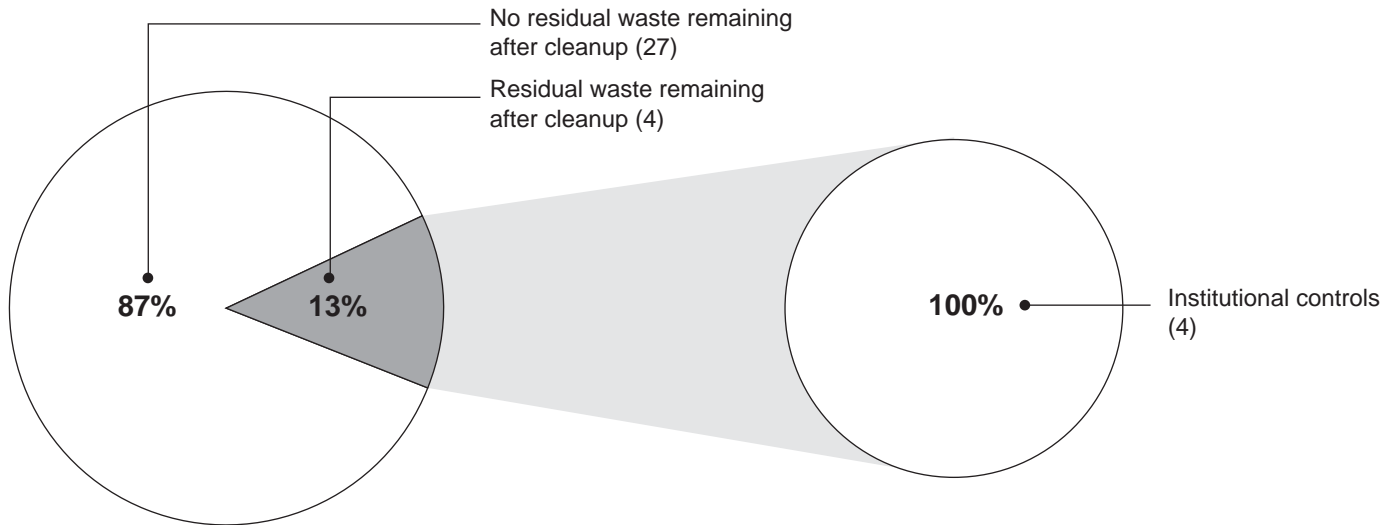 No residual waste remaining
after cleanup (27)
Residual waste remaining
after cleanup (4)
87%
13%
100%
Institutional controls
(4)